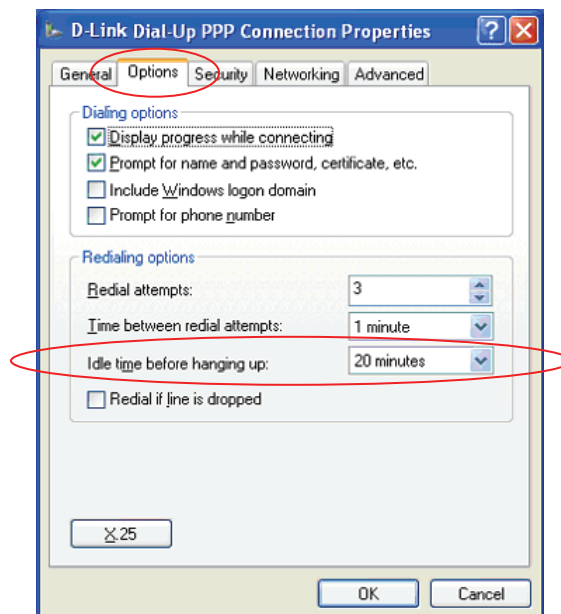 D-Link Dial-Up PPP Connection Properties
General Options Security Networking Advanced
Dialing options
Display progress while connecting
Prompt for name and password, certificate, etc.
Include Windows logon domain
Prompt for phone number
Redialing options
Redial attempts: 3
Time between redial attempts: 1 minute
Idle time before hanging up: 20 minutes
Redial if line is dropped
X.25
OK Cancel